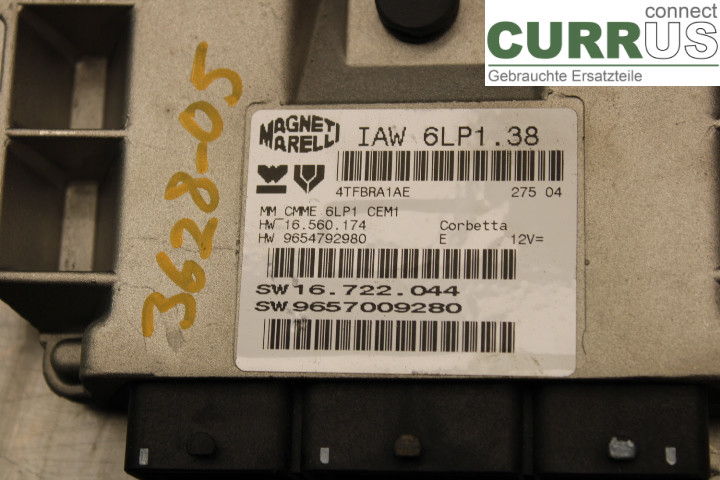 connect
CURRUS
Gebrauchte Ersatzteile
3628-05
MAGNETI MARELLI
IAW 6LP1.38
4TFBRA1AE 275 04
MM CMME 6LP1 CEM1
HW 16.560.174 Corbetta
HW 9654792980 E 12V=
SW 16.722.044
SW 9657009280